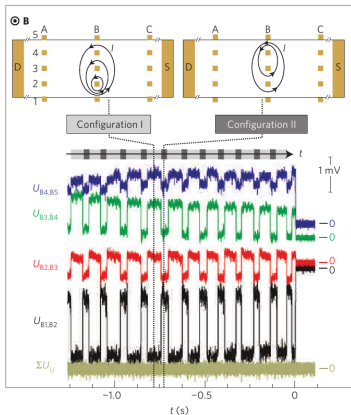 ⊙ B
A B C A B C
5
4
3
2
1
D I S D I S
Configuration I Configuration II
t
1 mV
U_B4,B5
0
U_B3,B4
0
U_B2,B3
0
0
U_B1,B2
ΣU_i,j
0
−1.0 −0.5 0
t (s)